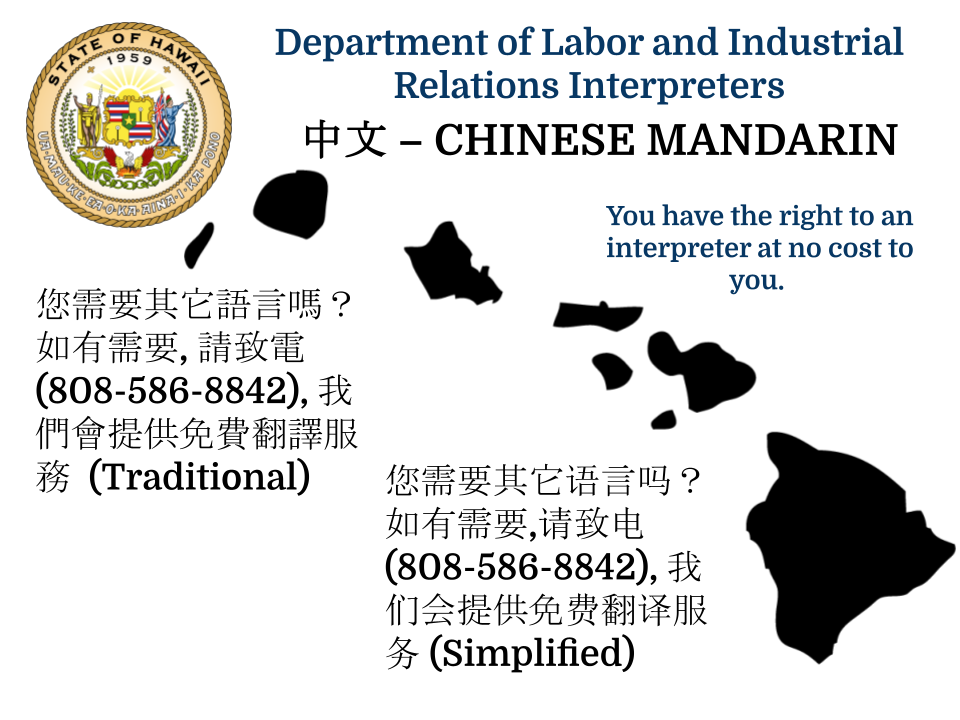 STATE OF HAWAII
1959
UA·MAU·KE·EA·O·KA·AINA·I·KA·PONO
Department of Labor and Industrial
Relations Interpreters
中文 – CHINESE MANDARIN
You have the right to an
interpreter at no cost to
you.
您需要其它語言嗎？
如有需要, 請致電
(808-586-8842), 我
們會提供免費翻譯服
務 (Traditional)
您需要其它语言吗？
如有需要,请致电
(808-586-8842), 我
们会提供免费翻译服
务 (Simplified)